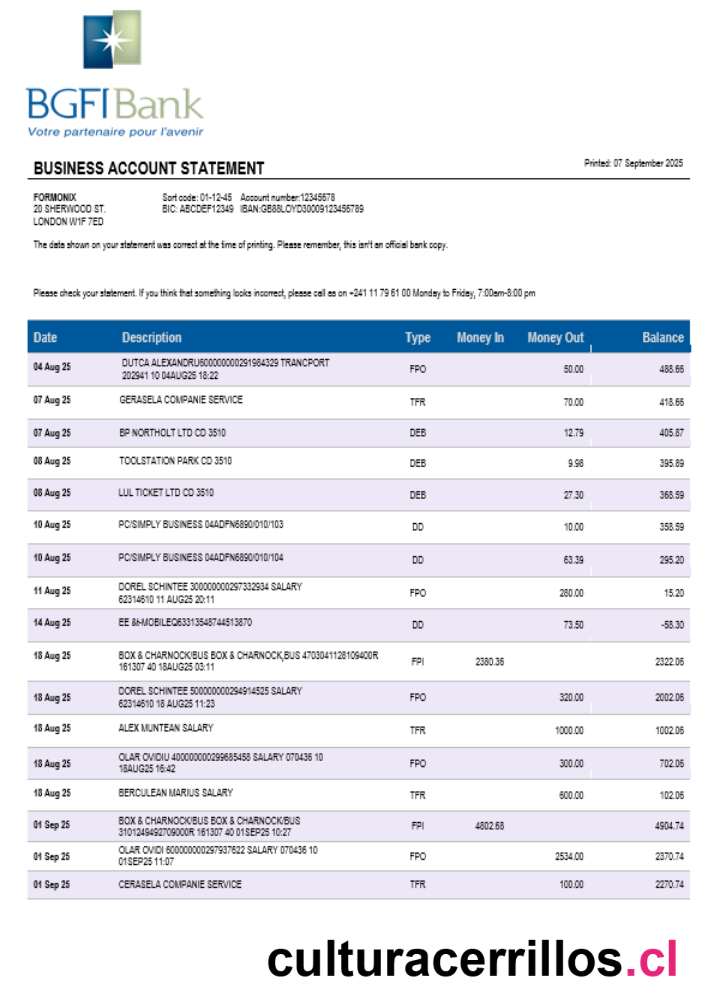 BGFIBank
Votre partenaire pour l'avenir
BUSINESS ACCOUNT STATEMENT
Printed: 07 September 2025
FORMONIX
20 SHERWOOD ST.
LONDON W1F 7ED
Sort code: 01-12-45 Account number:12345678
BIC: ABCDEF12349 IBAN:GB88LOYD30009123456789
The data shown on your statement was correct at the time of printing. Please remember, this isn't an official bank copy.
Please check your statement. If you think that something looks incorrect, please call as on +241 11 79 61 00 Monday to Friday, 7:00am-8:00 pm
Date Description Type Money In Money Out Balance
04 Aug 25 DUTCA ALEXANDRU600000000291984329 TRANCPORT
202941 10 04AUG25 18:22 FPO 50.00 488.66
07 Aug 25 GERASELA COMPANIE SERVICE TFR 70.00 418.66
07 Aug 25 BP NORTHOLT LTD CD 3510 DEB 12.79 405.87
08 Aug 25 TOOLSTATION PARK CD 3510 DEB 9.98 395.89
08 Aug 25 LUL TICKET LTD CD 3510 DEB 27.30 368.59
10 Aug 25 PC/SIMPLY BUSINESS 04ADFN6890/010/103 DD 10.00 358.59
10 Aug 25 PC/SIMPLY BUSINESS 04ADFN6890/010/104 DD 63.39 295.20
11 Aug 25 DOREL SCHINTEE 300000000297332934 SALARY
62314610 11 AUG25 20:11 FPO 280.00 15.20
14 Aug 25 EE &t-MOBILEQ63313548744513870 DD 73.50 -58.30
18 Aug 25 BOX & CHARNOCK/BUS BOX & CHARNOCK,BUS 4703041128109400R
161307 40 18AUG25 03:11 FPI 2380.36 2322.06
18 Aug 25 DOREL SCHINTEE 500000000294914525 SALARY
62314610 18 AUG25 11:23 FPO 320.00 2002.06
18 Aug 25 ALEX MUNTEAN SALARY TFR 1000.00 1002.06
18 Aug 25 OLAR OVIDIU 400000000299685458 SALARY 070436 10
18AUG25 16:42 FPO 300.00 702.06
18 Aug 25 BERCULEAN MARIUS SALARY TFR 600.00 102.06
01 Sep 25 BOX & CHARNOCK/BUS BOX & CHARNOCK/BUS
3101249492709000R 161307 40 01SEP25 10:27 FPI 4802.68 4904.74
01 Sep 25 OLAR OVIDI 600000000297937622 SALARY 070436 10
01SEP25 11:07 FPO 2534.00 2370.74
01 Sep 25 CERASELA COMPANIE SERVICE TFR 100.00 2270.74
culturacerrillos.cl